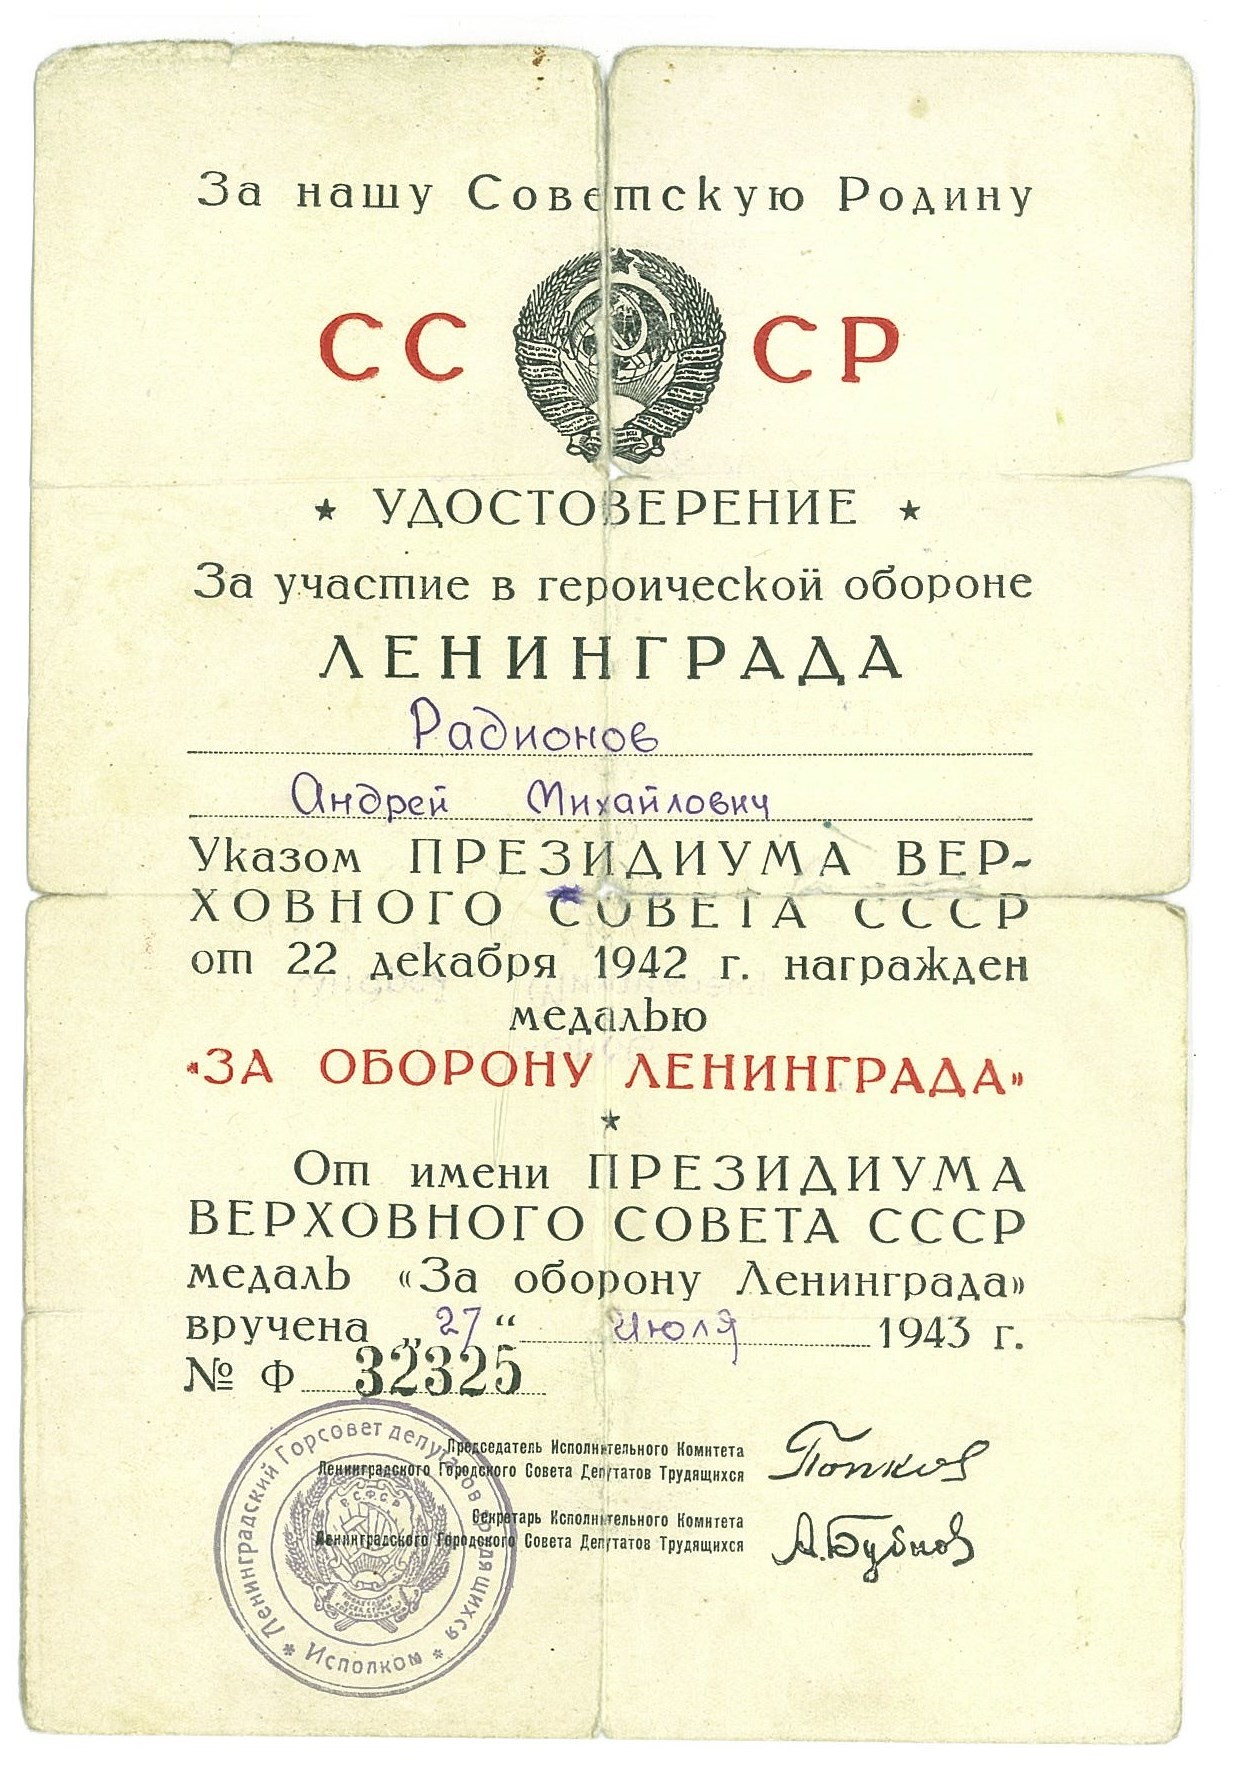 За нашу Советскую Родину
СССР
★ УДОСТОВЕРЕНИЕ ★
За участие в героической обороне
ЛЕНИНГРАДА
Радионов
Андрей Михайлович
Указом ПРЕЗИДИУМА ВЕР-
ХОВНОГО СОВЕТА СССР
от 22 декабря 1942 г. награжден
медалью
«ЗА ОБОРОНУ ЛЕНИНГРАДА»
★
От имени ПРЕЗИДИУМА
ВЕРХОВНОГО СОВЕТА СССР
медаль «За оборону Ленинграда»
вручена „27“ июля 1943 г.
№ Ф 32325
Председатель Исполнительного Комитета
Ленинградского Городского Совета Депутатов Трудящихся
Попков
Секретарь Исполнительного Комитета
Ленинградского Городского Совета Депутатов Трудящихся
А. Бубнов
Ленинградский Горсовет депутатов трудящихся
* Исполком *
Р.С.Ф.С.Р.